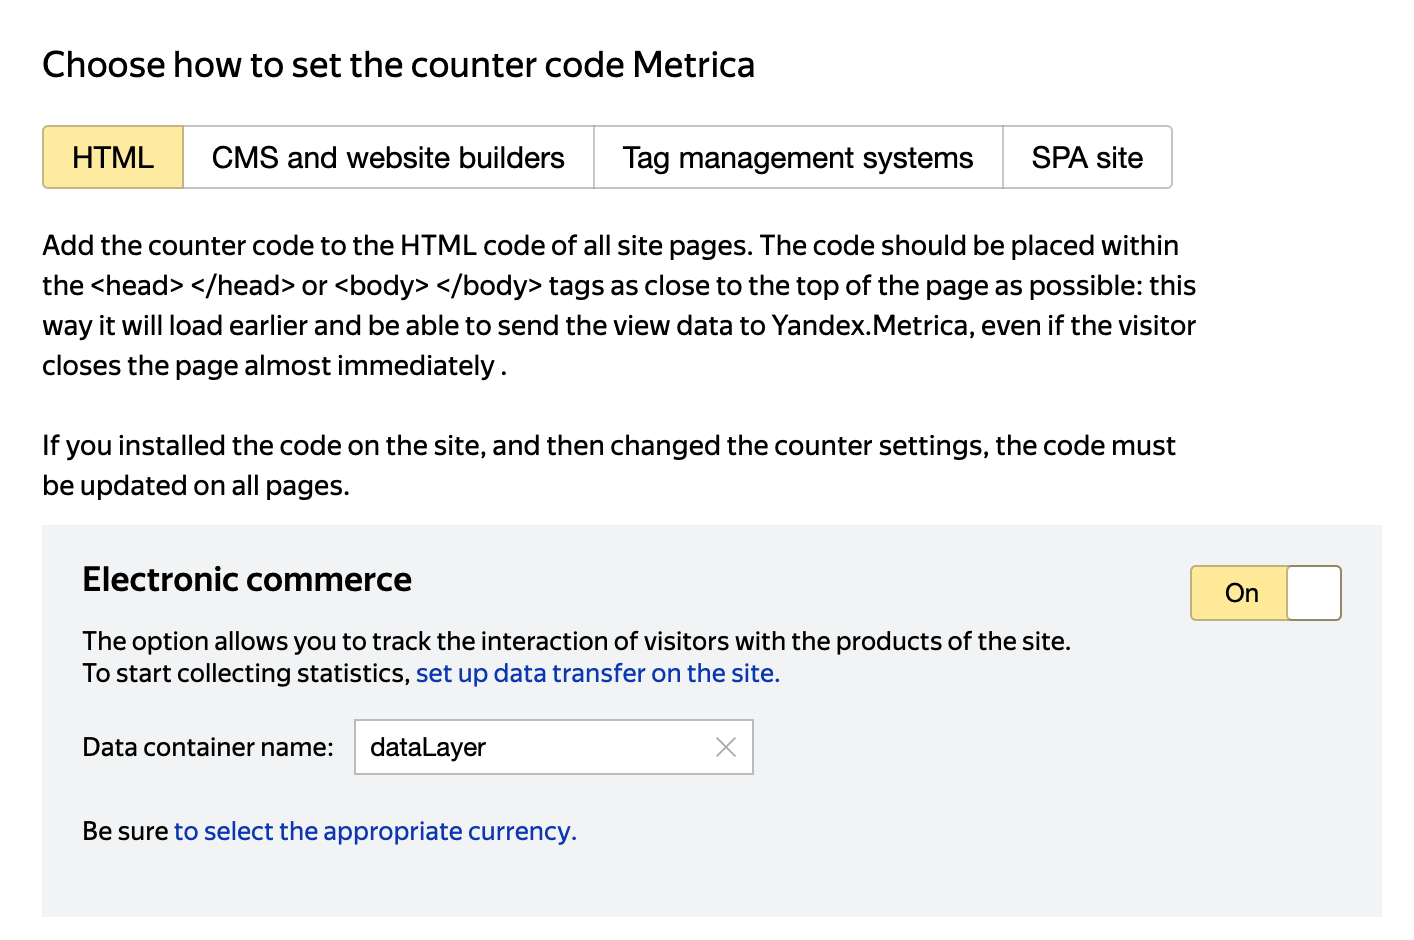 Choose how to set the counter code Metrica
HTML
CMS and website builders
Tag management systems
SPA site
Add the counter code to the HTML code of all site pages. The code should be placed within
the <head> </head> or <body> </body> tags as close to the top of the page as possible: this
way it will load earlier and be able to send the view data to Yandex.Metrica, even if the visitor
closes the page almost immediately .
If you installed the code on the site, and then changed the counter settings, the code must
be updated on all pages.
Electronic commerce
On
The option allows you to track the interaction of visitors with the products of the site.
To start collecting statistics, set up data transfer on the site.
Data container name: dataLayer
Be sure to select the appropriate currency.